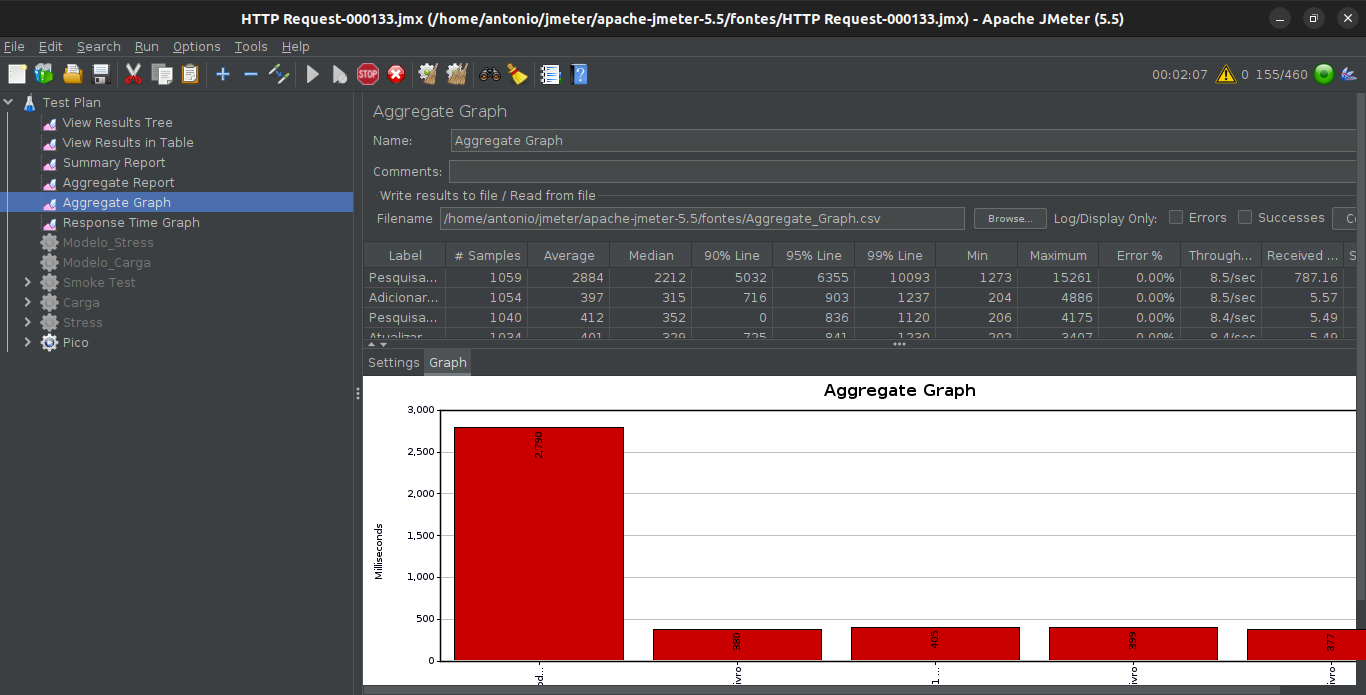 HTTP Request-000133.jmx (/home/antonio/jmeter/apache-jmeter-5.5/fontes/HTTP Request-000133.jmx) - Apache JMeter (5.5)
File Edit Search Run Options Tools Help
STOP 00:02:07 0 155/460
Test Plan
View Results Tree
View Results in Table
Summary Report
Aggregate Report
Aggregate Graph
Response Time Graph
Modelo_Stress
Modelo_Carga
Smoke Test
Carga
Stress
Pico
Aggregate Graph
Name: Aggregate Graph
Comments:
Write results to file / Read from file
Filename /home/antonio/jmeter/apache-jmeter-5.5/fontes/Aggregate_Graph.csv Browse... Log/Display Only: Errors Successes
Label # Samples Average Median 90% Line 95% Line 99% Line Min Maximum Error % Through... Received ... S
Pesquisa... 1059 2884 2212 5032 6355 10093 1273 15261 0.00% 8.5/sec 787.16
Adicionar... 1054 397 315 716 903 1237 204 4886 0.00% 8.5/sec 5.57
Pesquisa... 1040 412 352 0 836 1120 206 4175 0.00% 8.4/sec 5.49
Atualizar... 1034 401 329 725 841 1230 202 3407 0.00% 8.4/sec 5.49
Settings Graph
Aggregate Graph
Milliseconds
3,000
2,500
2,000
1,500
1,000
500
0
2.790
380
405
399
377
od...
ivro
1 ...
ivro
ivro